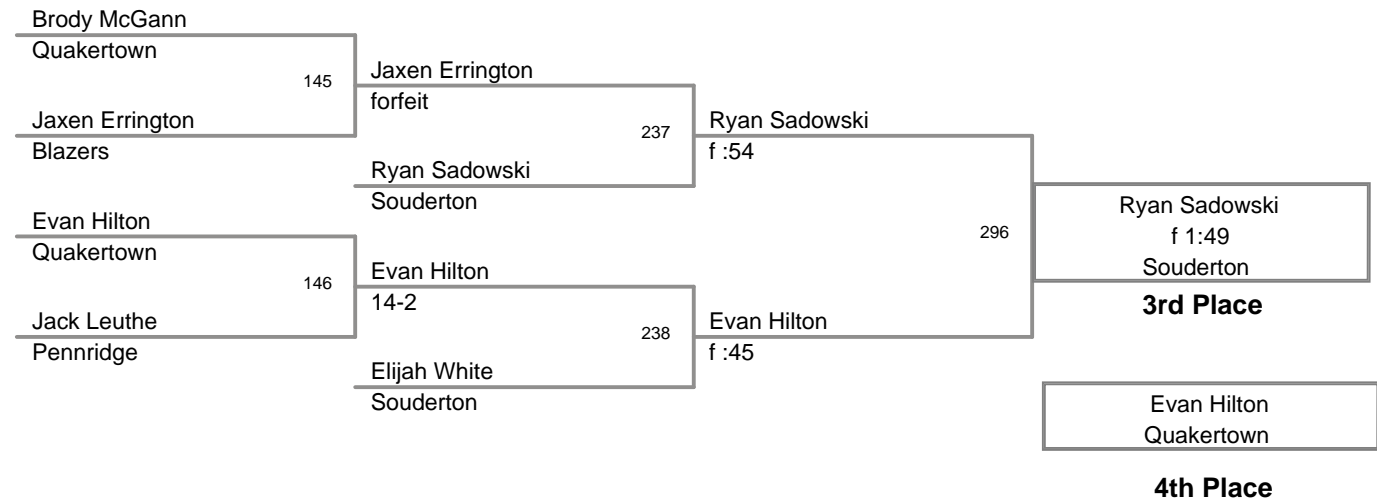 Brody McGann
Quakertown
145
Jaxen Errington
Blazers
Jaxen Errington
forfeit
237
Ryan Sadowski
Souderton
Ryan Sadowski
f :54
Evan Hilton
Quakertown
146
Jack Leuthe
Pennridge
Evan Hilton
14-2
238
Elijah White
Souderton
Evan Hilton
f :45
296
Ryan Sadowski
f 1:49
Souderton
3rd Place
Evan Hilton
Quakertown
4th Place